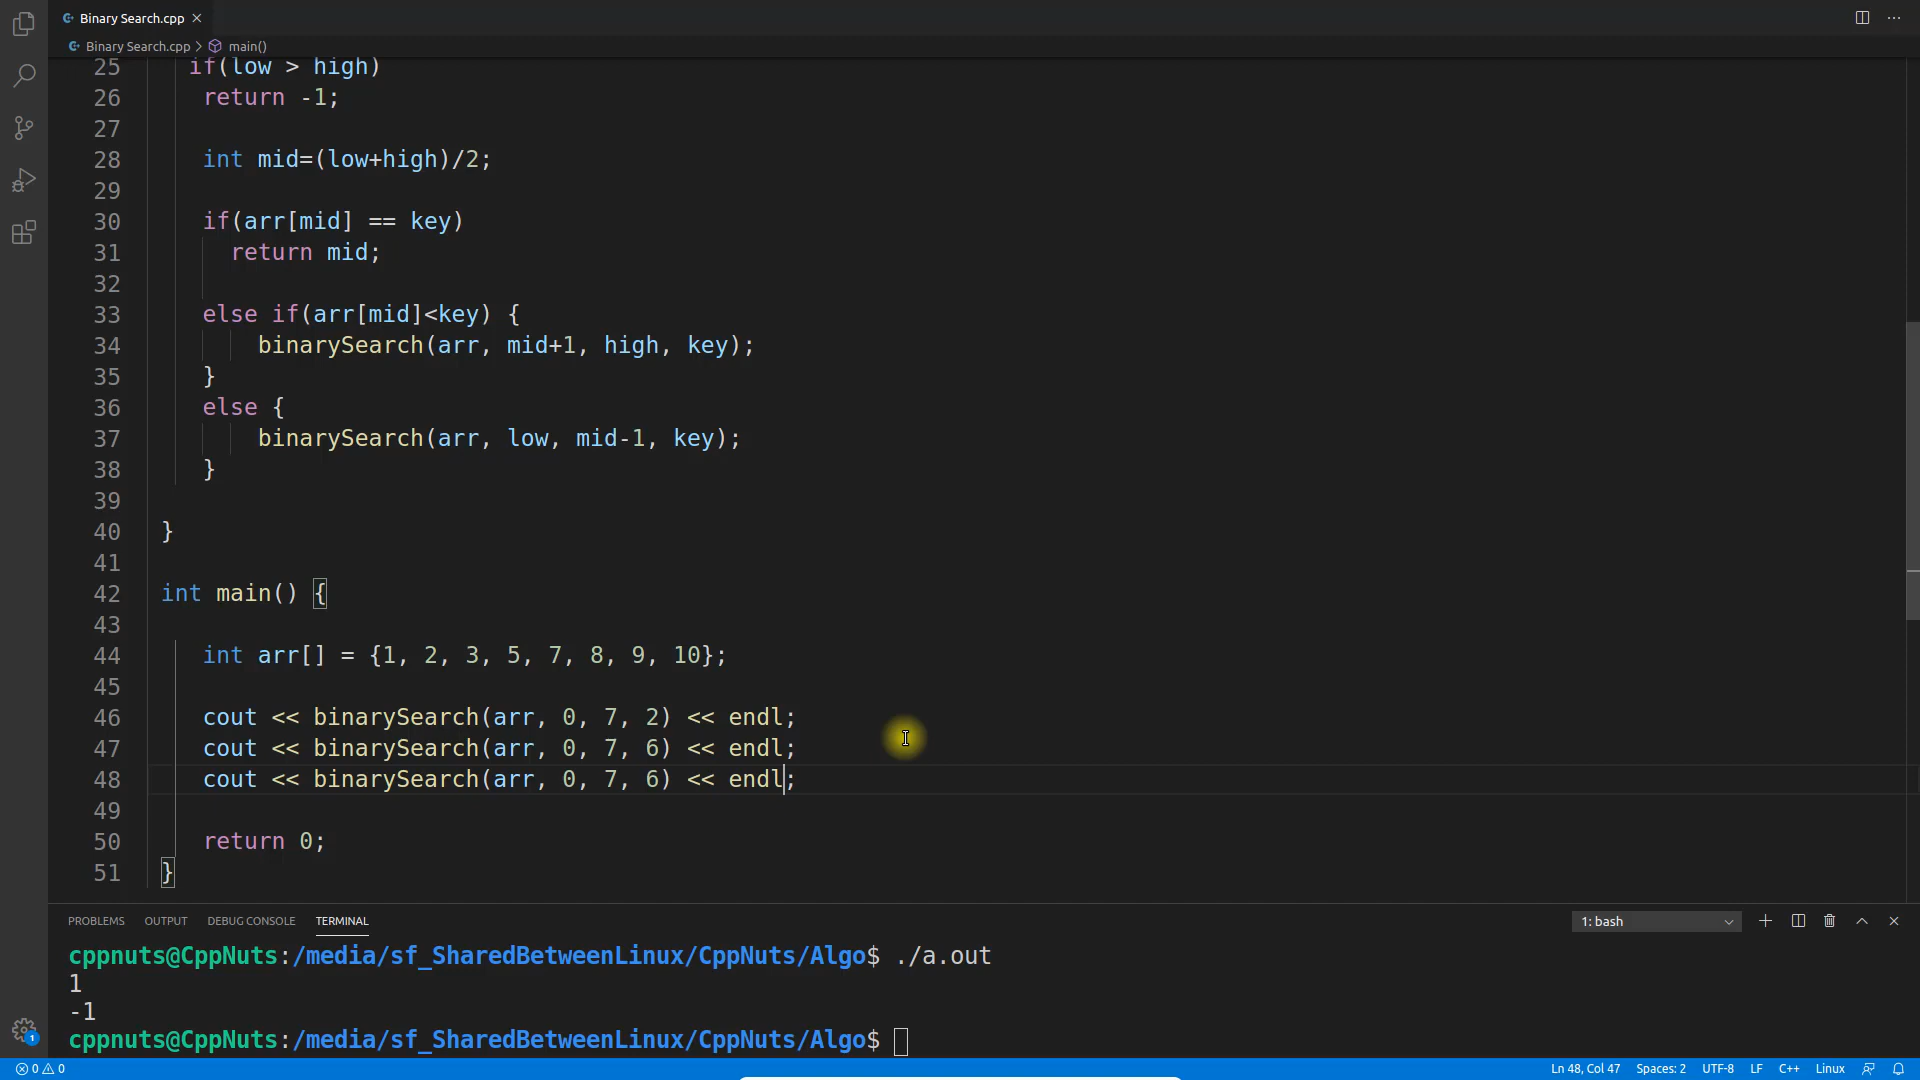 Binary Search.cpp
Binary Search.cpp > main()
25 if(low > high)
26 return -1;
27
28 int mid=(low+high)/2;
29
30 if(arr[mid] == key)
31 return mid;
32
33 else if(arr[mid]<key) {
34 binarySearch(arr, mid+1, high, key);
35 }
36 else {
37 binarySearch(arr, low, mid-1, key);
38 }
39
40 }
41
42 int main() {
43
44 int arr[] = {1, 2, 3, 5, 7, 8, 9, 10};
45
46 cout << binarySearch(arr, 0, 7, 2) << endl;
47 cout << binarySearch(arr, 0, 7, 6) << endl;
48 cout << binarySearch(arr, 0, 7, 6) << endl;
49
50 return 0;
51 }
PROBLEMS OUTPUT DEBUG CONSOLE TERMINAL 1: bash
cppnuts@CppNuts:/media/sf_SharedBetweenLinux/CppNuts/Algo$ ./a.out
1
-1
cppnuts@CppNuts:/media/sf_SharedBetweenLinux/CppNuts/Algo$
1
0 0 Ln 48, Col 47 Spaces: 2 UTF-8 LF C++ Linux